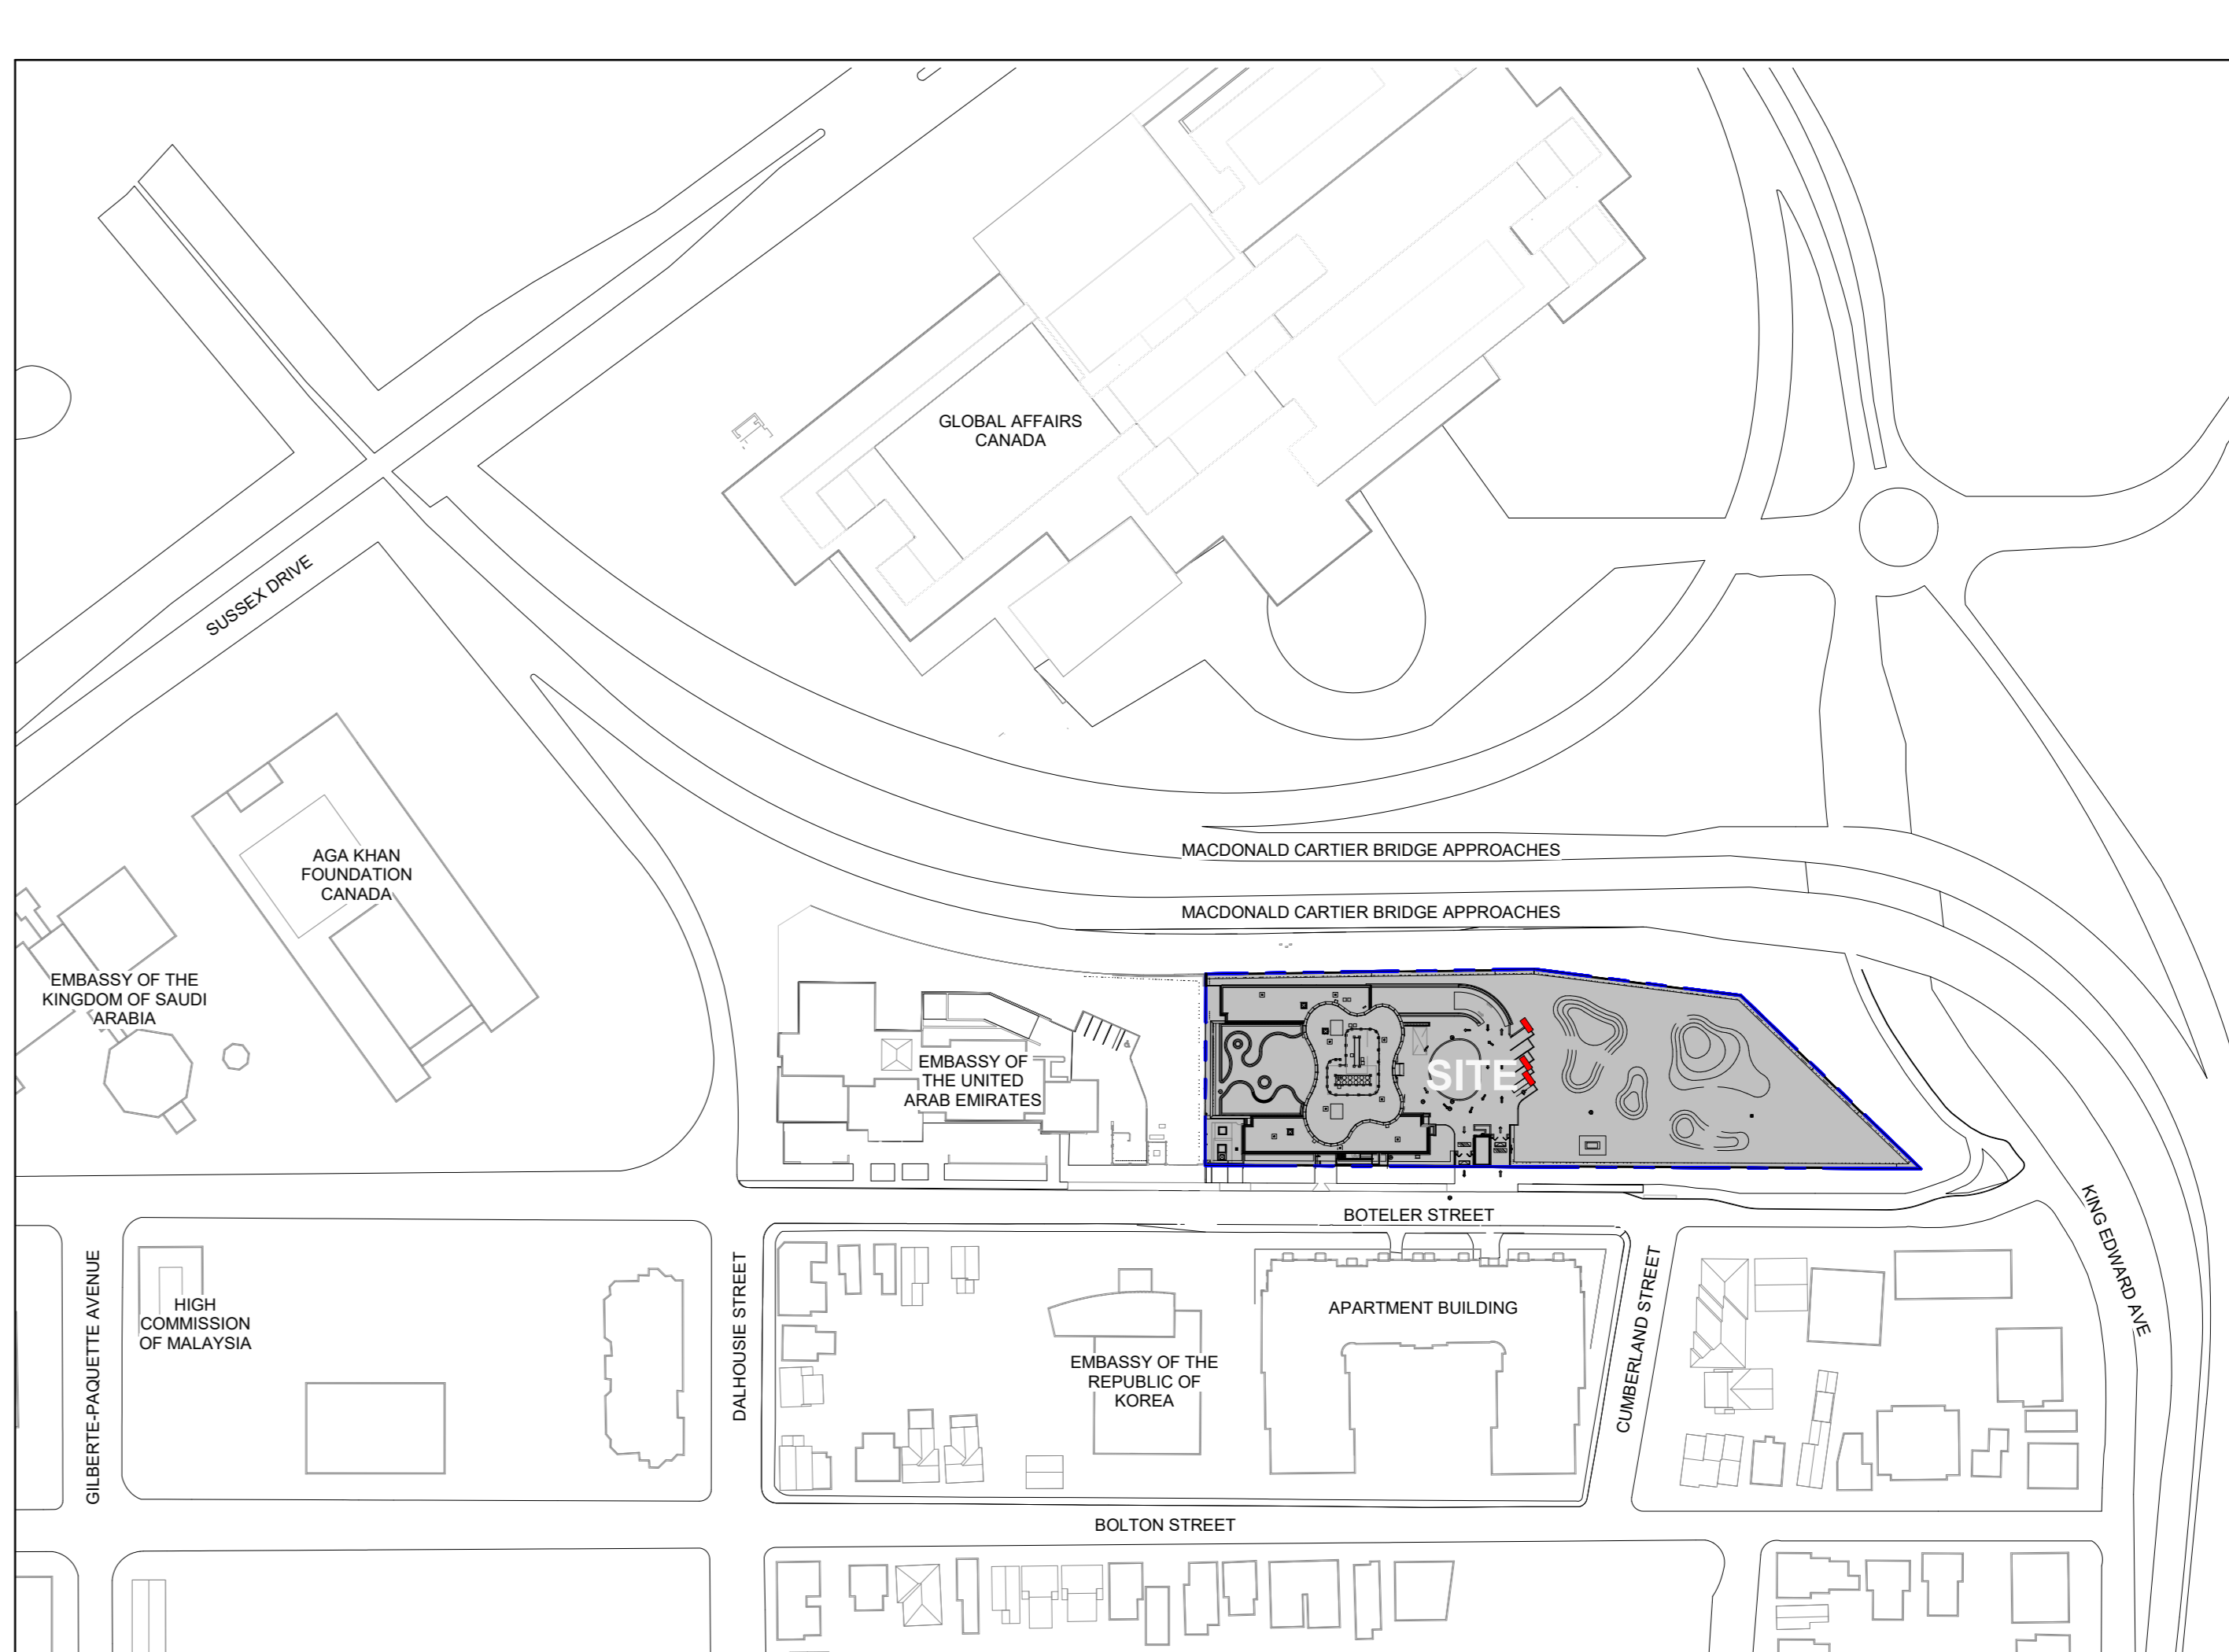 GLOBAL AFFAIRS
CANADA
SUSSEX DRIVE
MACDONALD CARTIER BRIDGE APPROACHES
AGA KHAN
FOUNDATION
CANADA
MACDONALD CARTIER BRIDGE APPROACHES
EMBASSY OF THE
KINGDOM OF SAUDI
ARABIA
EMBASSY OF
THE UNITED
ARAB EMIRATES
SITE
BOTELER STREET
KING EDWARD AVE
GILBERTE-PAQUETTE AVENUE
HIGH
COMMISSION
OF MALAYSIA
DALHOUSIE STREET
EMBASSY OF THE
REPUBLIC OF
KOREA
APARTMENT BUILDING
CUMBERLAND STREET
BOLTON STREET